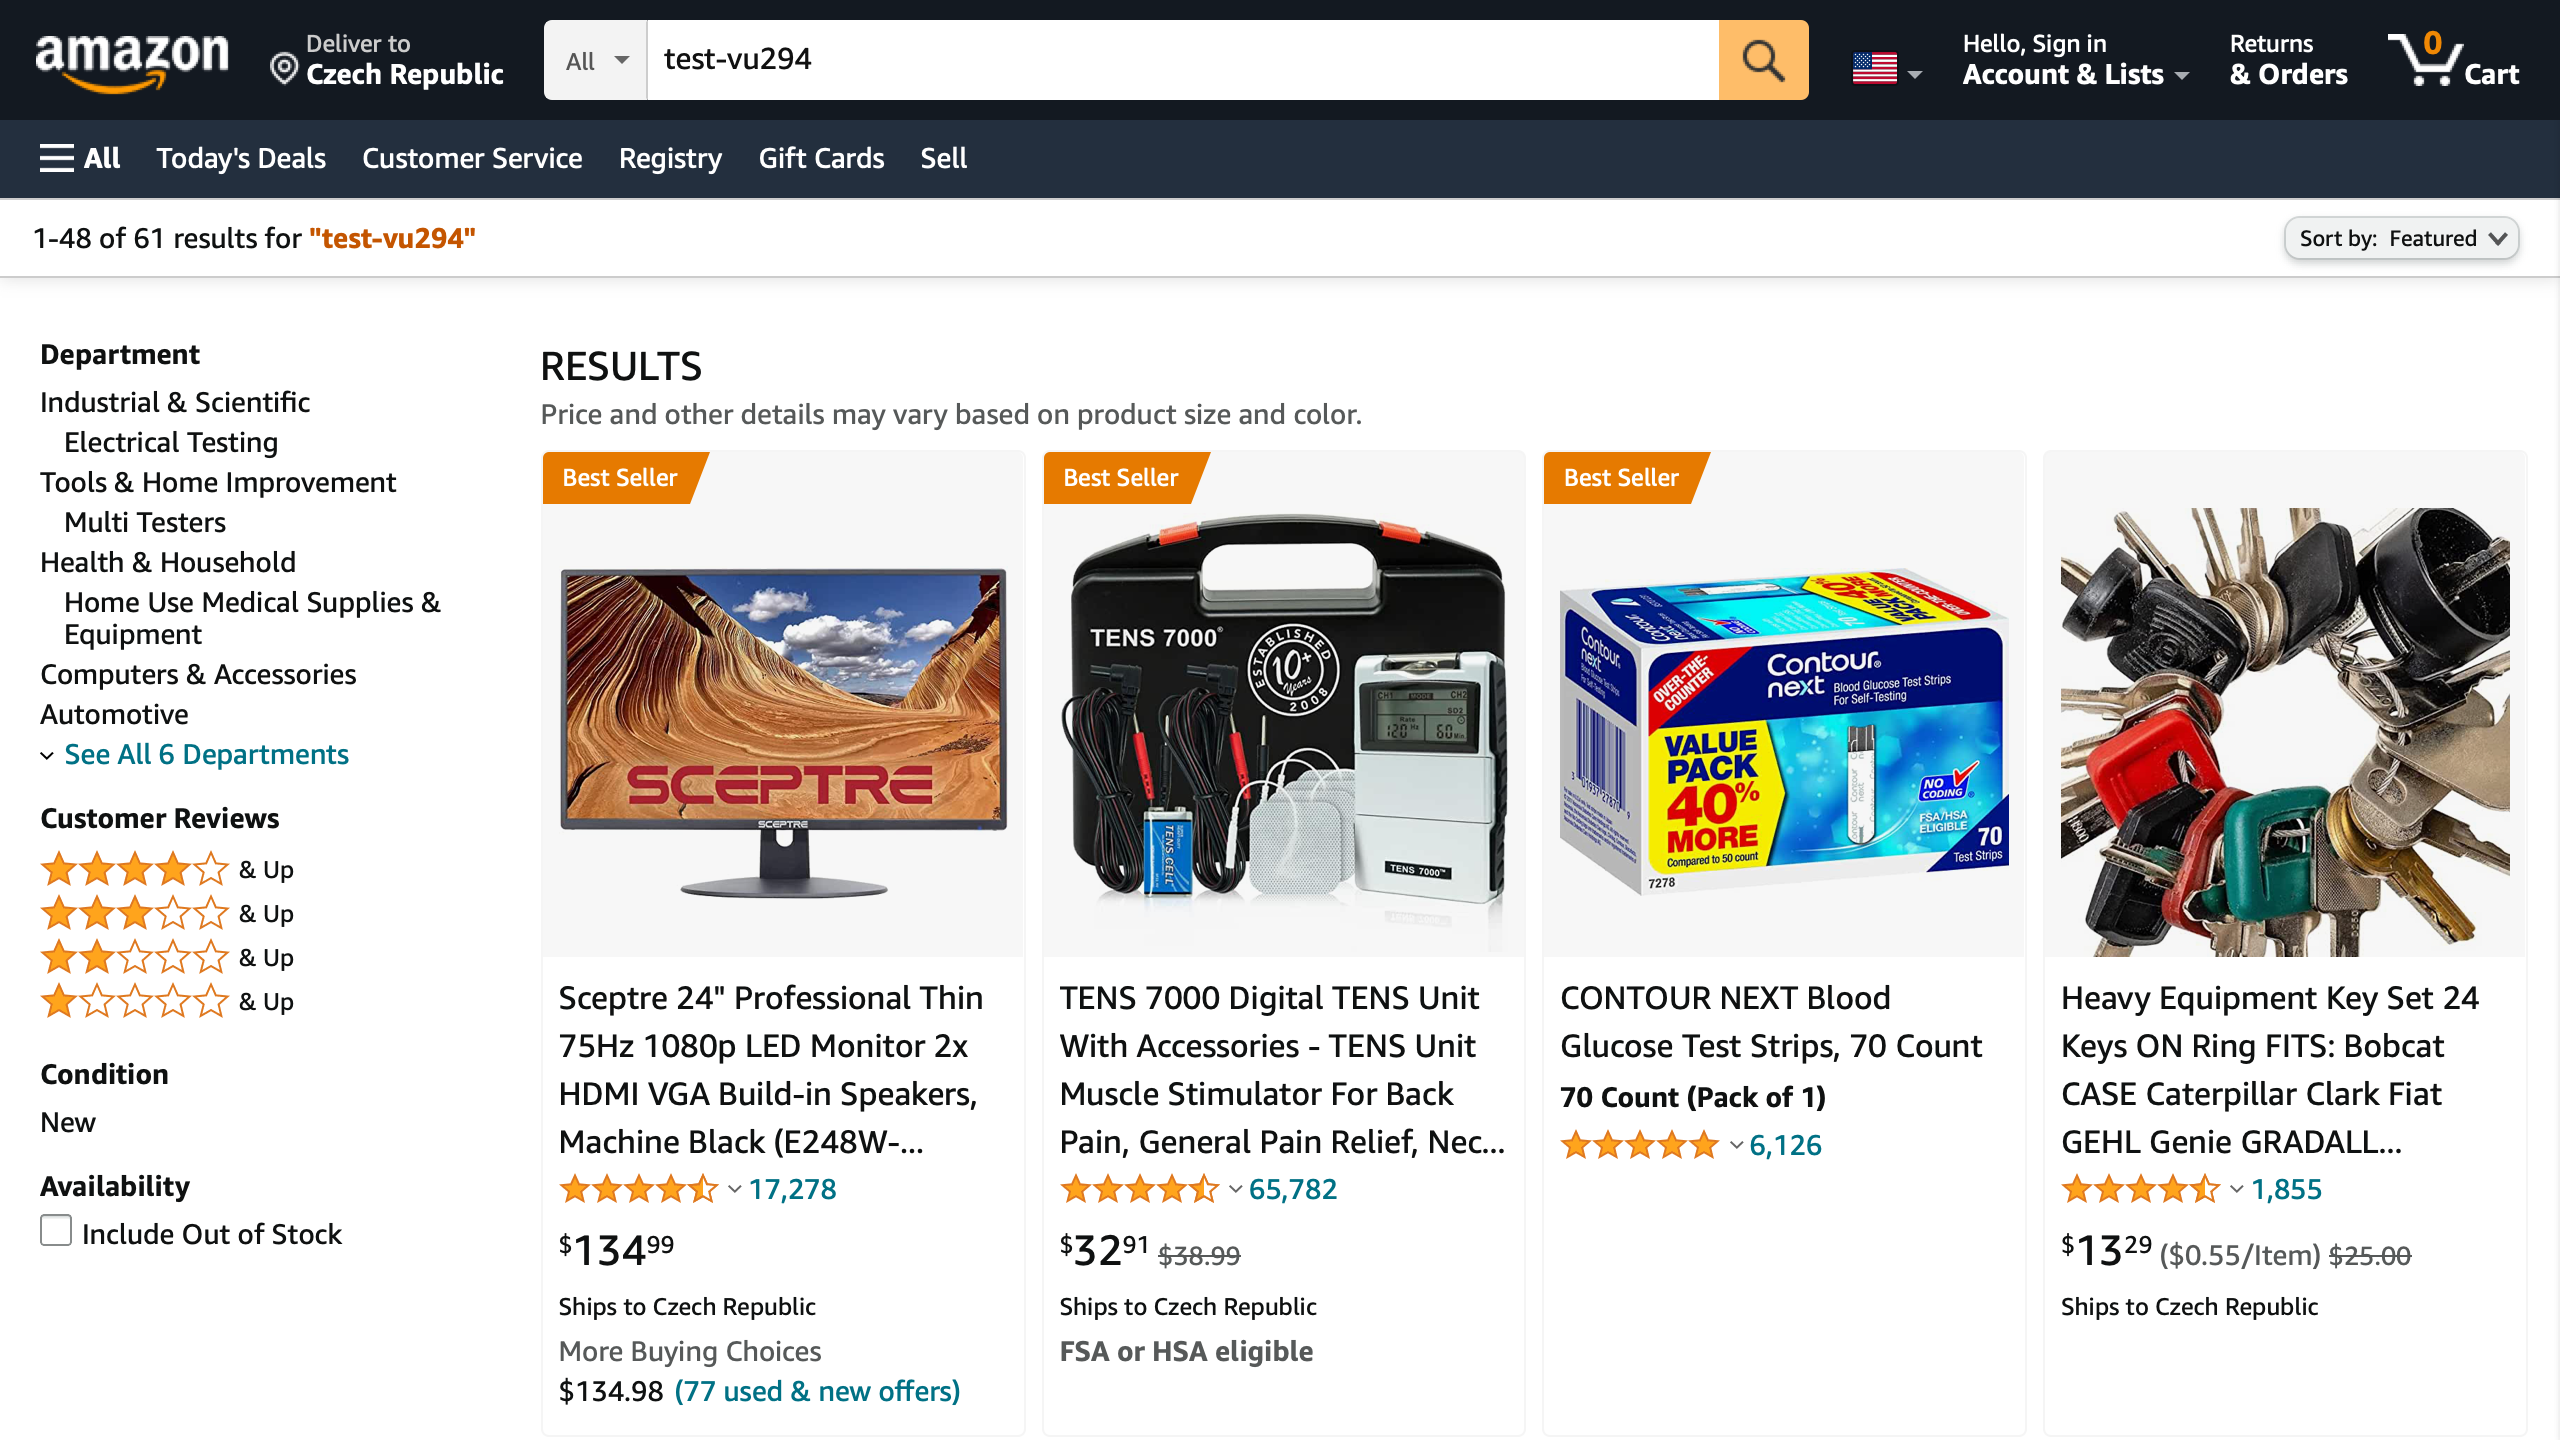 amazon
Deliver to
Czech Republic
All
test-vu294
Hello, Sign in
Account & Lists
Returns
& Orders
0
Cart
All
Today's Deals
Customer Service
Registry
Gift Cards
Sell
1-48 of 61 results for "test-vu294"
Sort by: Featured
Department
Industrial & Scientific
Electrical Testing
Tools & Home Improvement
Multi Testers
Health & Household
Home Use Medical Supplies &
Equipment
Computers & Accessories
Automotive
See All 6 Departments
Customer Reviews
& Up
& Up
& Up
& Up
Condition
New
Availability
Include Out of Stock
RESULTS
Price and other details may vary based on product size and color.
Best Seller
SCEPTRE
SCEPTRE
Sceptre 24" Professional Thin
75Hz 1080p LED Monitor 2x
HDMI VGA Build-in Speakers,
Machine Black (E248W-...
17,278
$134.99
Ships to Czech Republic
More Buying Choices
$134.98 (77 used & new offers)
Best Seller
TENS 7000®
ESTABLISHED
10+
Years
2008
CH1 MODE CH2
Rate
120 Hz 60 Min.
TENS CELL
TENS 7000™
TENS 7000 Digital TENS Unit
With Accessories - TENS Unit
Muscle Stimulator For Back
Pain, General Pain Relief, Nec...
65,782
$32.91 $38.99
Ships to Czech Republic
FSA or HSA eligible
Best Seller
Contour
next
OVER-THE-
COUNTER
Contour®
next Blood Glucose Test Strips
For Self-Testing
VALUE
PACK
40%
MORE
Compared to 50 count
NO
CODING
FSA/HSA
ELIGIBLE
70
Test Strips
7278
CONTOUR NEXT Blood
Glucose Test Strips, 70 Count
70 Count (Pack of 1)
6,126
Heavy Equipment Key Set 24
Keys ON Ring FITS: Bobcat
CASE Caterpillar Clark Fiat
GEHL Genie GRADALL...
1,855
$13.29 ($0.55/Item) $25.00
Ships to Czech Republic